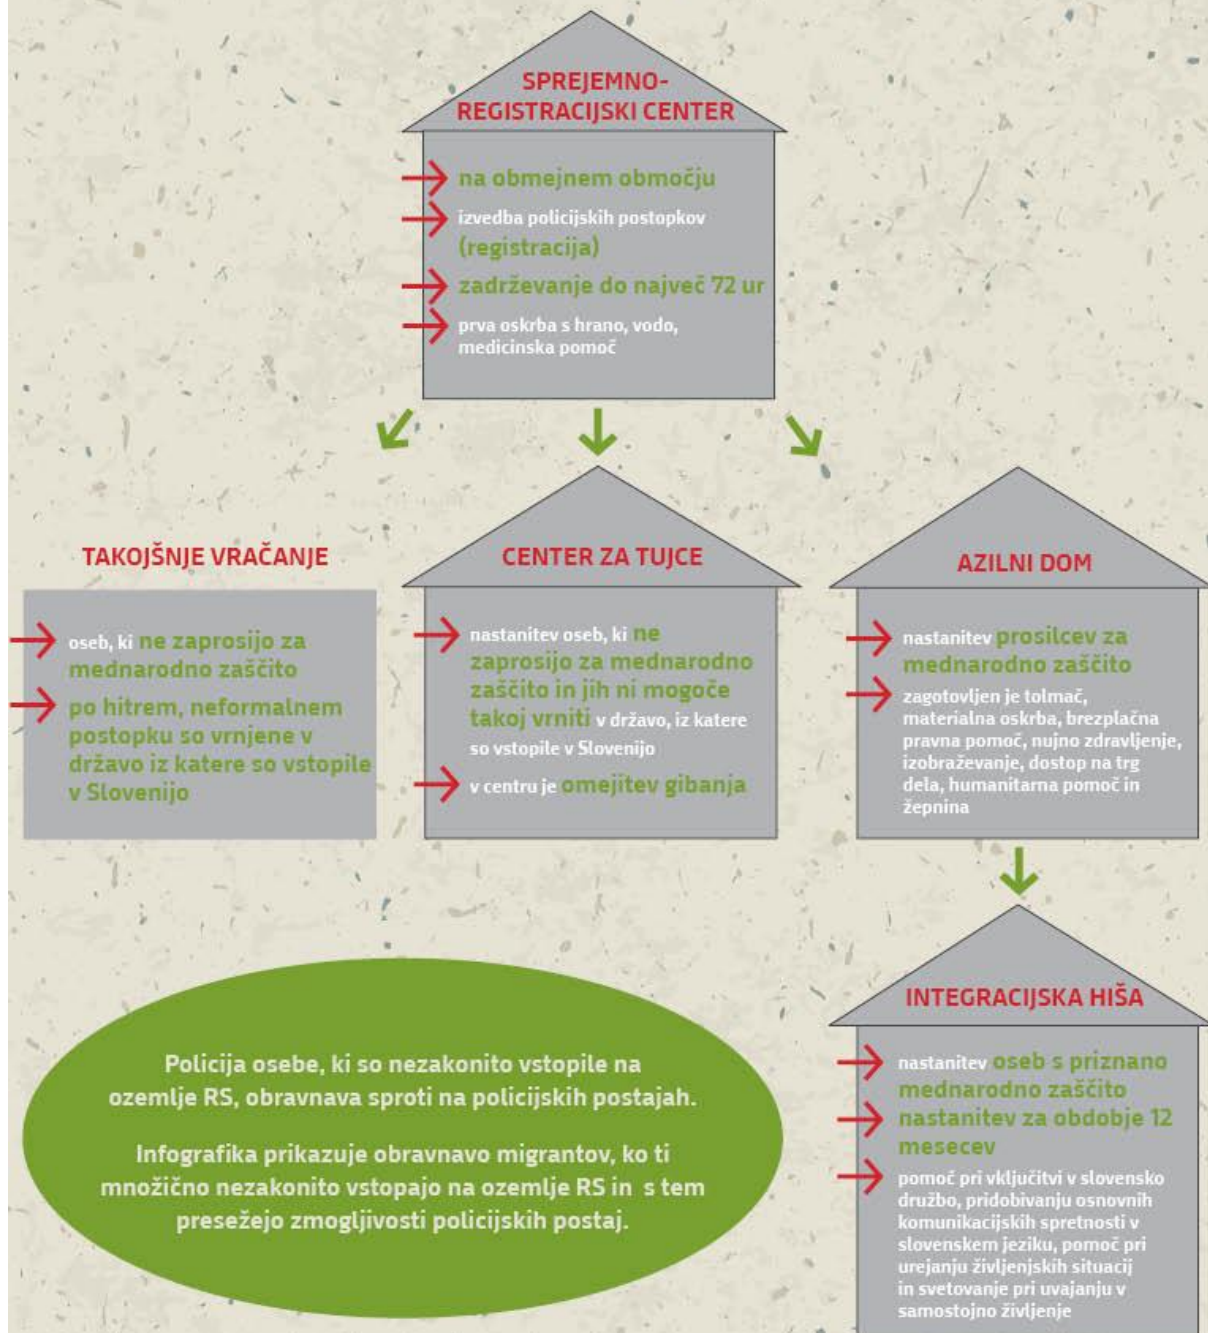 SPREJEMNO-
REGISTRACIJSKI CENTER
na obmejnem območju
izvedba policijskih postopkov
(registracija)
zadrževanje do največ 72 ur
prva oskrba s hrano, vodo,
medicinska pomoč
TAKOJŠNJE VRAČANJE
oseb, ki ne zaprosijo za
mednarodno zaščito
po hitrem, neformalnem
postopku so vrnjene v
državo iz katere so vstopile
v Slovenijo
CENTER ZA TUJCE
nastanitev oseb, ki ne
zaprosijo za mednarodno
zaščito in jih ni mogoče
takoj vrniti v državo, iz katere
so vstopile v Slovenijo
v centru je omejitev gibanja
AZILNI DOM
nastanitev prosilcev za
mednarodno zaščito
zagotovljen je tolmač,
materialna oskrba, brezplačna
pravna pomoč, nujno zdravljenje,
izobraževanje, dostop na trg
dela, humanitarna pomoč in
žepnina
Policija osebe, ki so nezakonito vstopile na
ozemlje RS, obravnava sproti na policijskih postajah.
Infografika prikazuje obravnavo migrantov, ko ti
množično nezakonito vstopajo na ozemlje RS in s tem
presežejo zmogljivosti policijskih postaj.
INTEGRACIJSKA HIŠA
nastanitev oseb s priznano
mednarodno zaščito
nastanitev za obdobje 12
mesecev
pomoč pri vključitvi v slovensko
družbo, pridobivanju osnovnih
komunikacijskih spretnosti v
slovenskem jeziku, pomoč pri
urejanju življenjskih situacij
in svetovanje pri uvajanju v
samostojno življenje